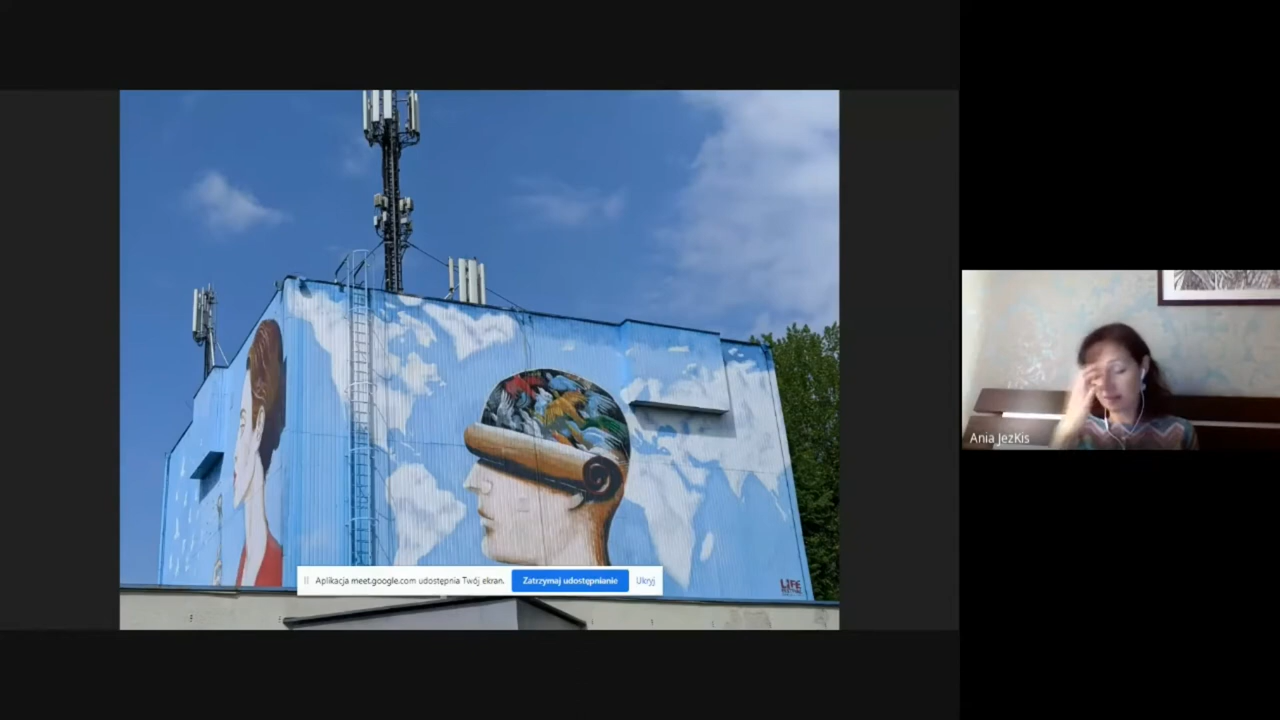 Aplikacja meet.google.com udostępnia Twój ekran.
Zatrzymaj udostępnianie
Ukryj
Ania JezKis
LIFE